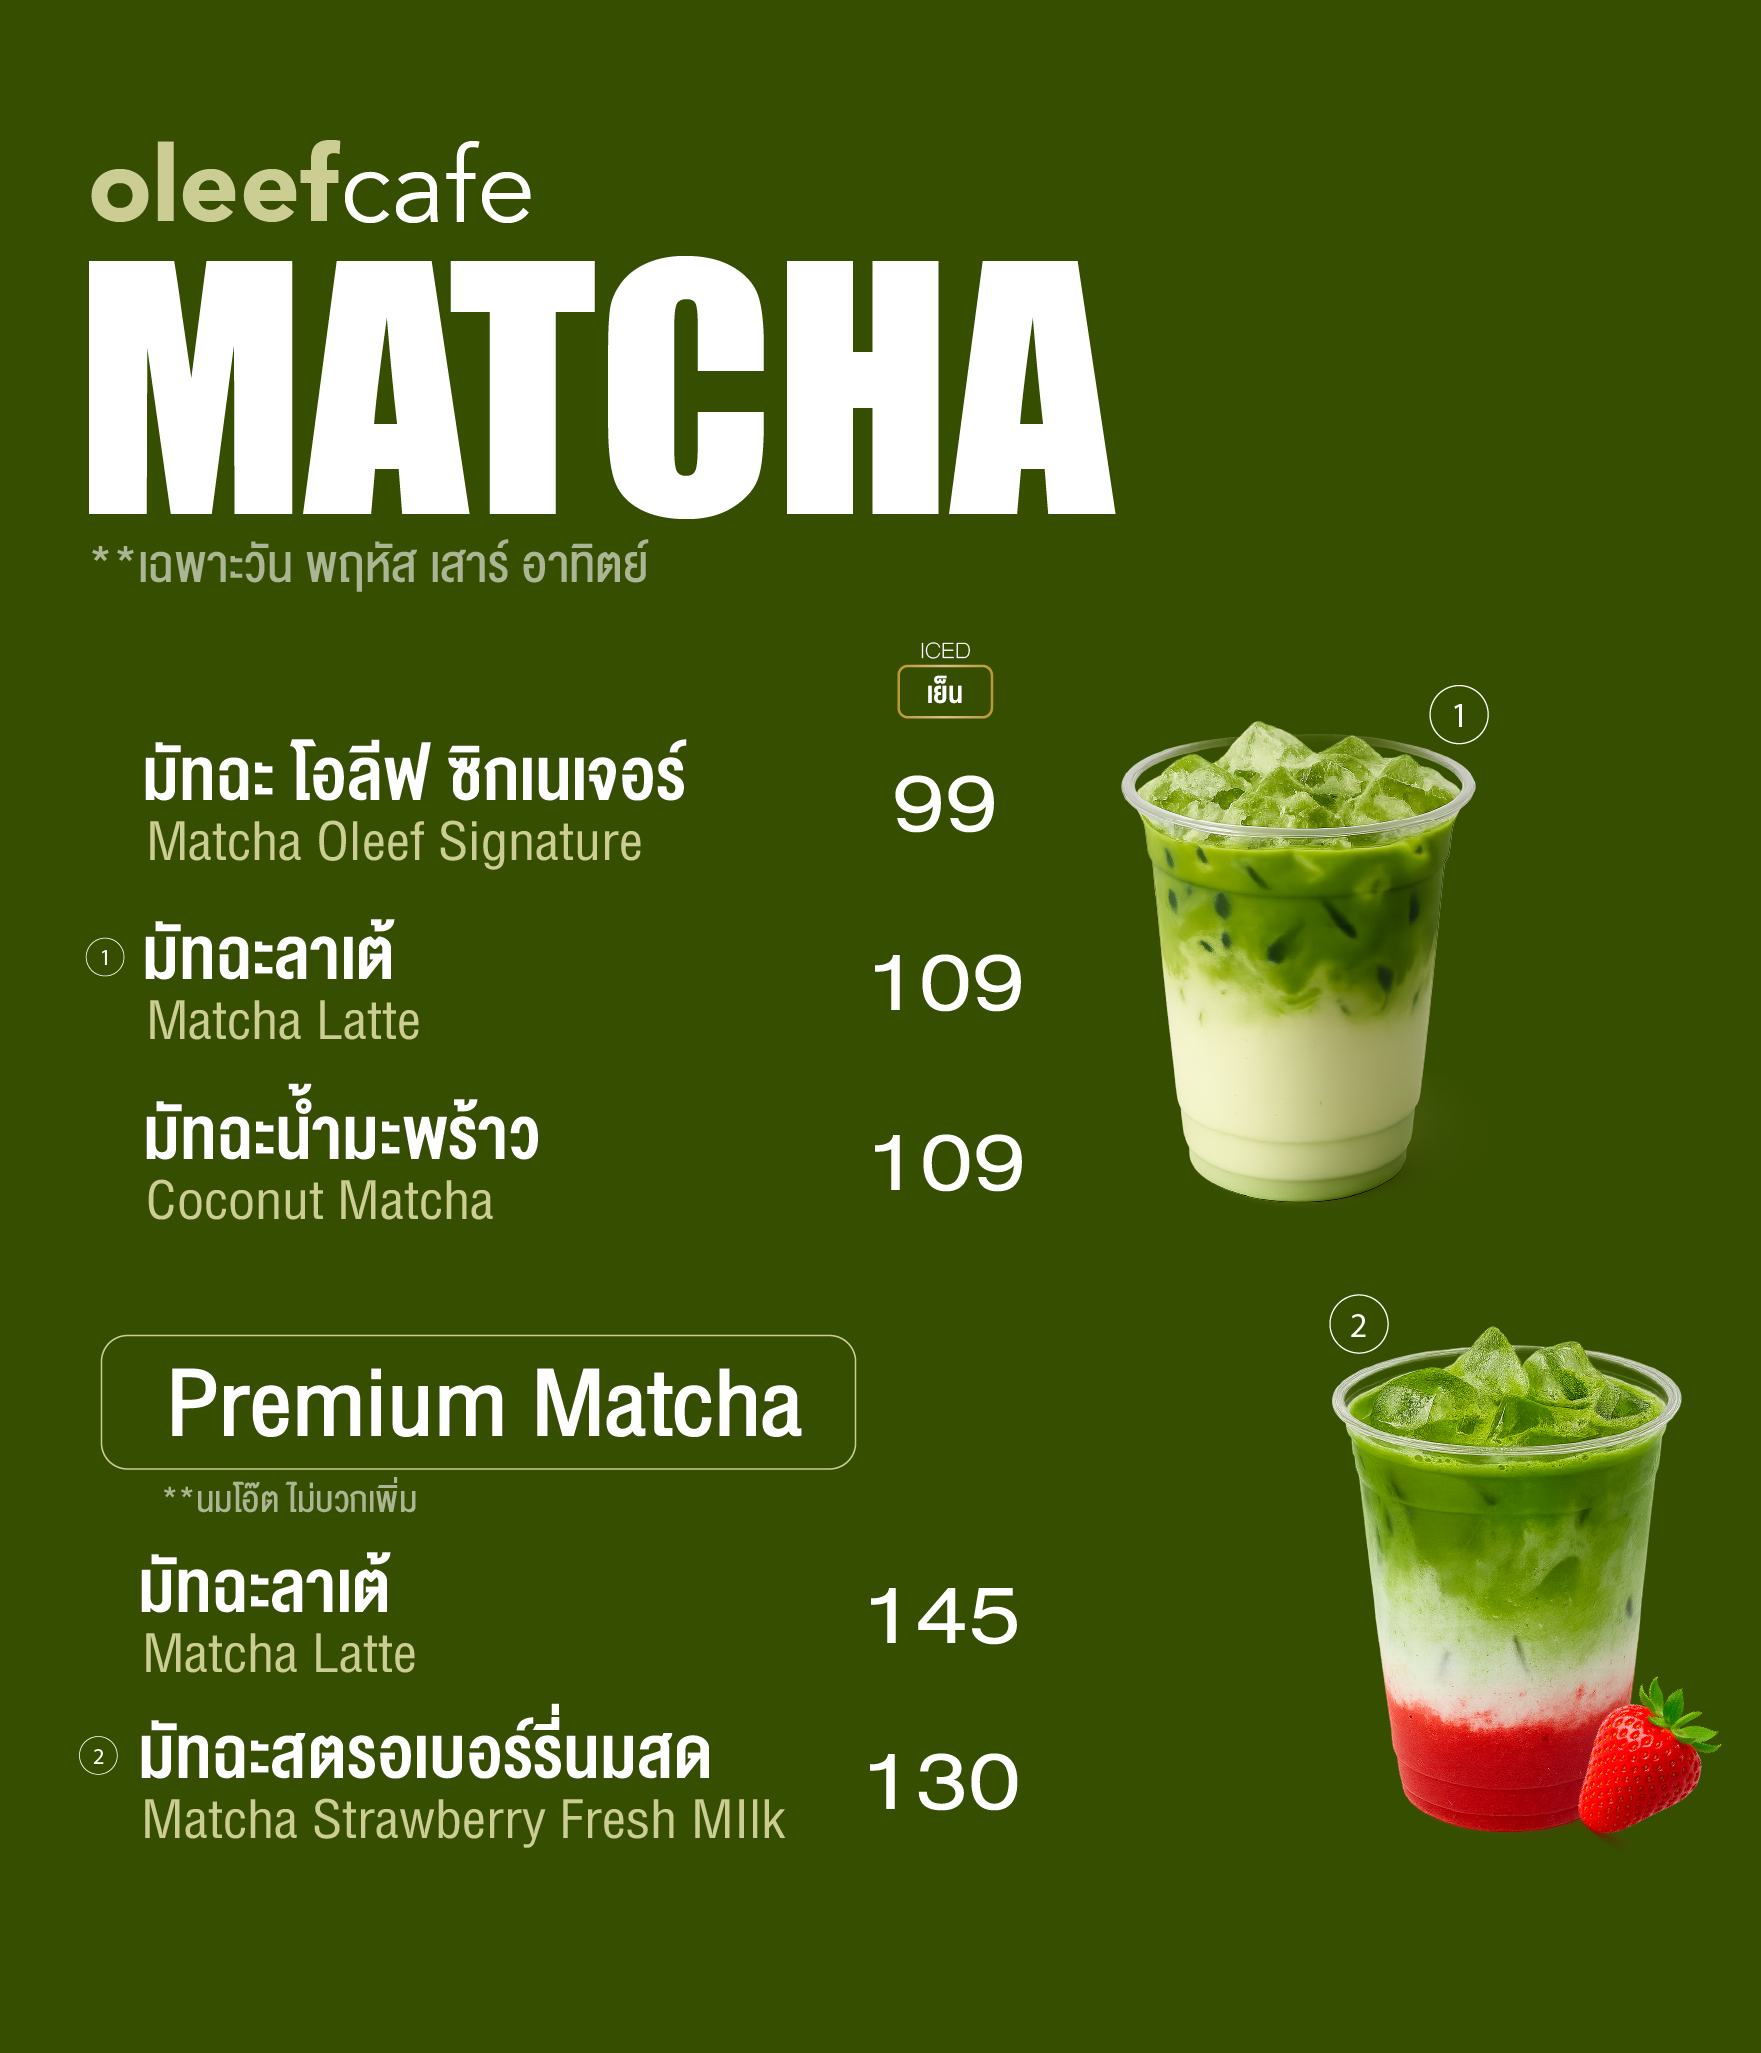 oleefcafe
MATCHA
**เฉพาะวัน พฤหัส เสาร์ อาทิตย์
ICED
เย็น
1
มัทฉะ โอลีฟ ซิกเนเจอร์ 99
Matcha Oleef Signature
1 มัทฉะลาเต้ 109
Matcha Latte
มัทฉะน้ำมะพร้าว 109
Coconut Matcha
2
Premium Matcha
**นมโอ๊ต ไม่บวกเพิ่ม
มัทฉะลาเต้ 145
Matcha Latte
2 มัทฉะสตรอเบอร์รี่นมสด 130
Matcha Strawberry Fresh MIlk